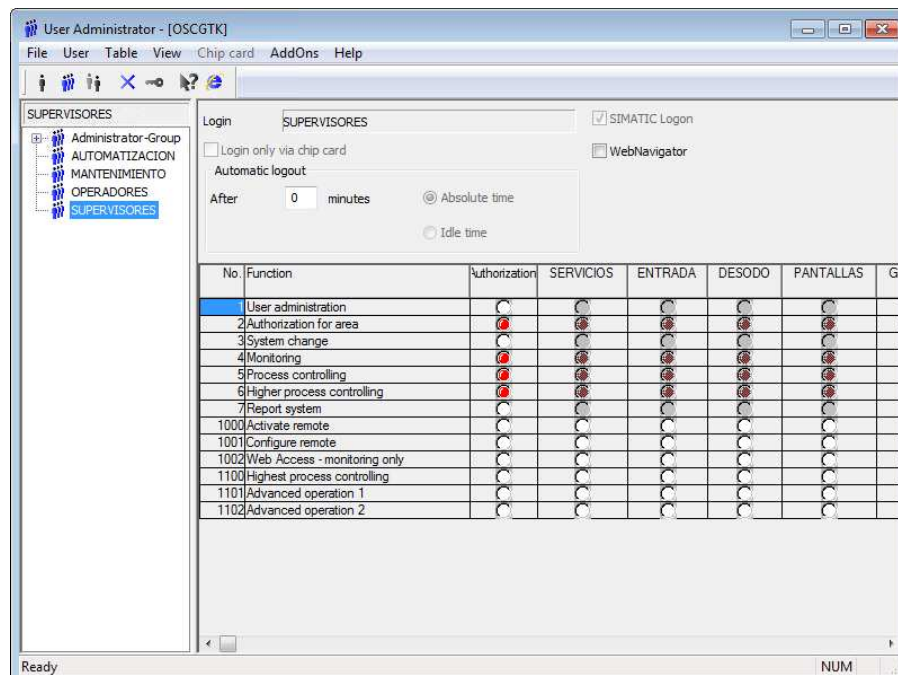 User Administrator - [OSCGTK]
File User Table View Chip card AddOns Help
SUPERVISORES
Administrator-Group
AUTOMATIZACION
MANTENIMIENTO
OPERADORES
SUPERVISORES
Login SUPERVISORES
SIMATIC Logon
Login only via chip card
WebNavigator
Automatic logout
After 0 minutes
Absolute time
Idle time
No. Function Authorization SERVICIOS ENTRADA DESODO PANTALLAS G
1 User administration
2 Authorization for area
3 System change
4 Monitoring
5 Process controlling
6 Higher process controlling
7 Report system
1000 Activate remote
1001 Configure remote
1002 Web Access - monitoring only
1100 Highest process controlling
1101 Advanced operation 1
1102 Advanced operation 2
Ready NUM